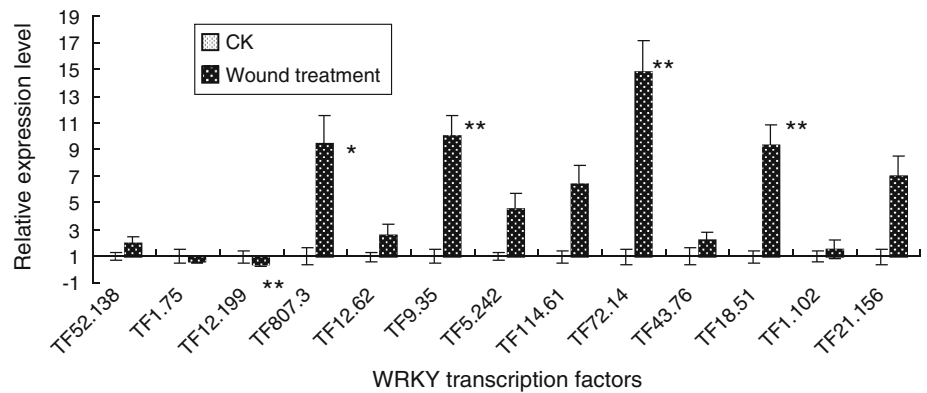 19
17
15
13
11
9
7
5
3
1
-1
Relative expression level
CK
Wound treatment
*
**
**
**
**
TF52.138
TF1.75
TF12.199
TF807.3
TF12.62
TF9.35
TF5.242
TF114.61
TF72.14
TF43.76
TF18.51
TF1.102
TF21.156
WRKY transcription factors